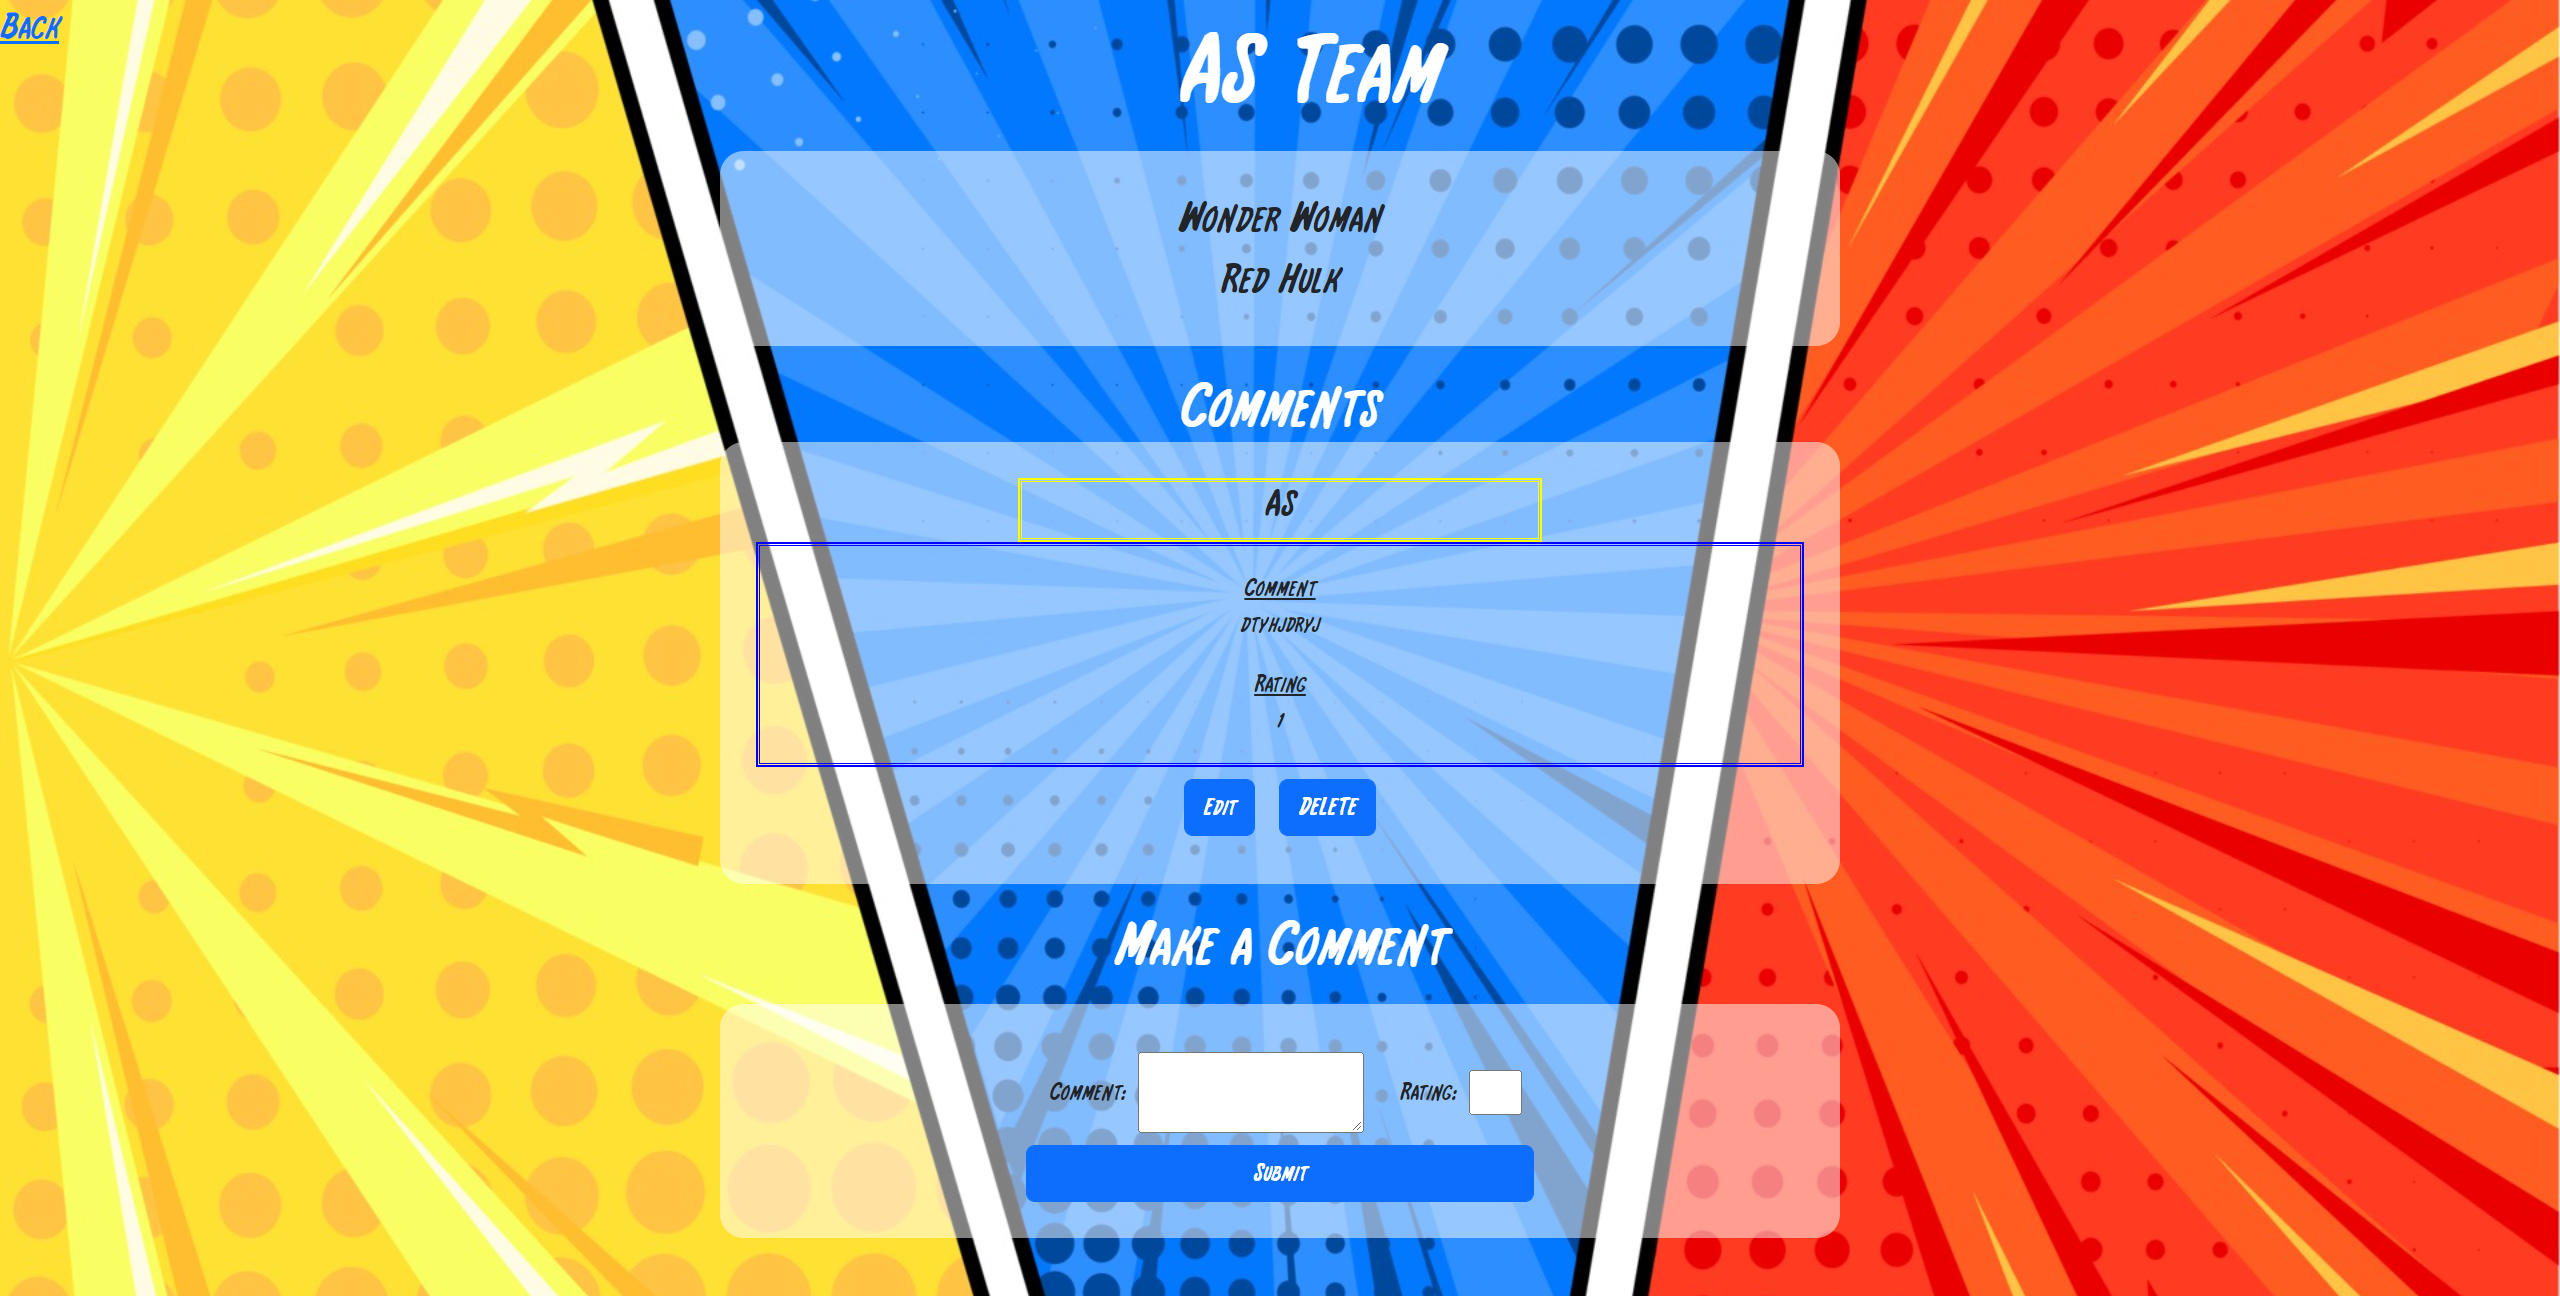 Back
AS Team
Wonder Woman
Red Hulk
Comments
AS
Comment
dtyhjdryj
Rating
1
Edit DELETE
Make a Comment
Comment: Rating:
Submit